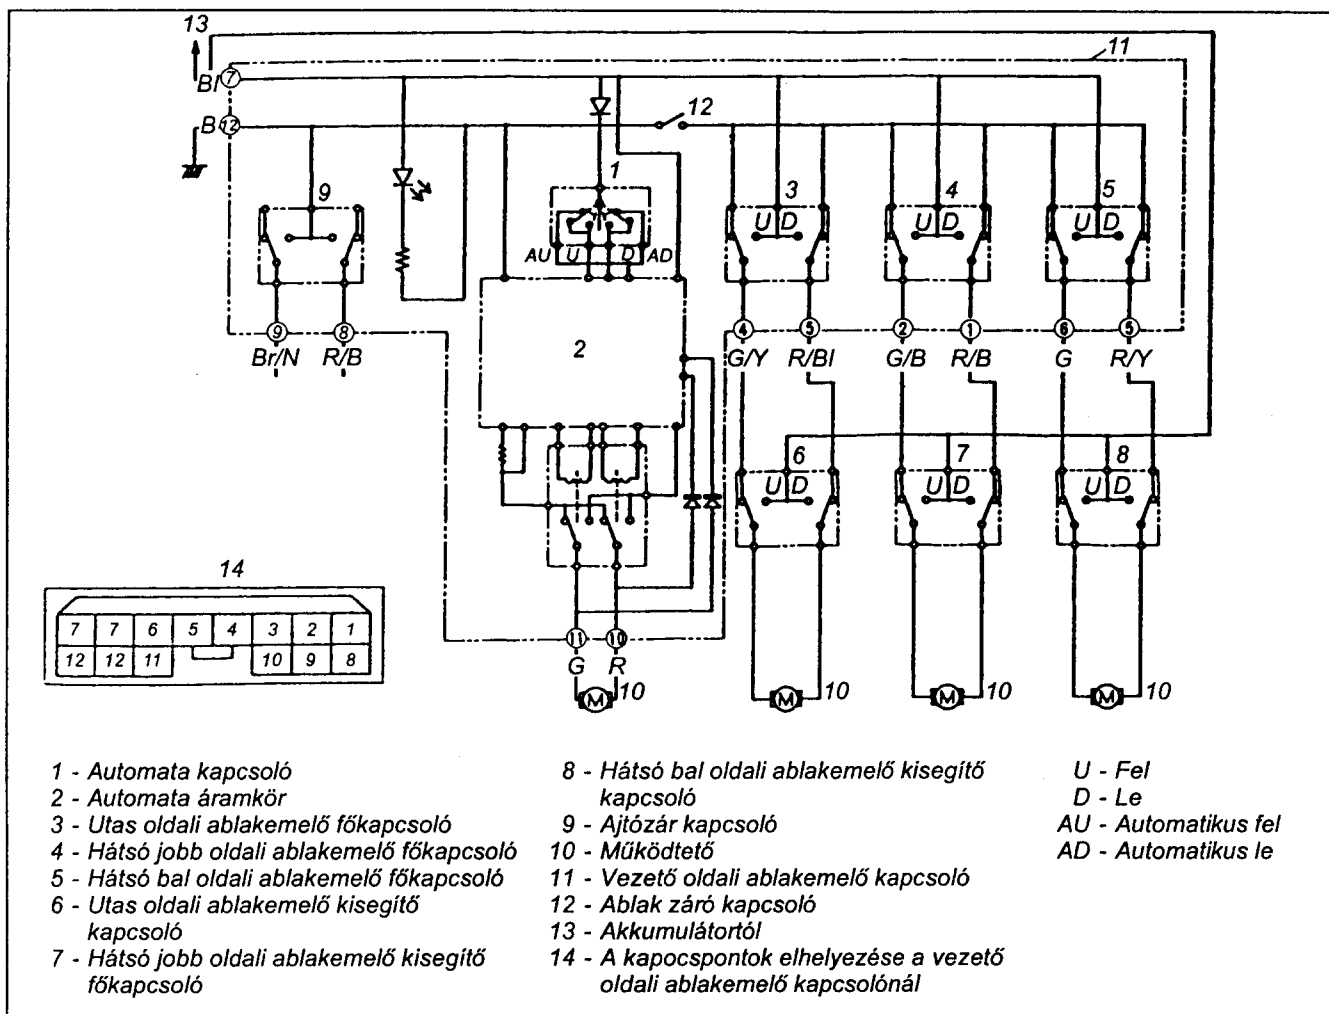 13
11
Bl 7
B 12
12
1
9
3
4
5
U D
U D
U D
AU U D AD
2
9
8
4
5
2
1
6
5
Br/N R/B
G/Y R/Bl G/B R/B G R/Y
6
7
8
U D
U D
U D
14
7 7 6 5 4 3 2 1
12 12 11 10 9 8
11 10
G R
M 10
M 10
M 10
M 10
1 - Automata kapcsoló
2 - Automata áramkör
3 - Utas oldali ablakemelő főkapcsoló
4 - Hátsó jobb oldali ablakemelő főkapcsoló
5 - Hátsó bal oldali ablakemelő főkapcsoló
6 - Utas oldali ablakemelő kisegítő
kapcsoló
7 - Hátsó jobb oldali ablakemelő kisegítő
főkapcsoló
8 - Hátsó bal oldali ablakemelő kisegítő
kapcsoló
9 - Ajtózár kapcsoló
10 - Működtető
11 - Vezető oldali ablakemelő kapcsoló
12 - Ablak záró kapcsoló
13 - Akkumulátortól
14 - A kapocspontok elhelyezése a vezető
oldali ablakemelő kapcsolónál
U - Fel
D - Le
AU - Automatikus fel
AD - Automatikus le